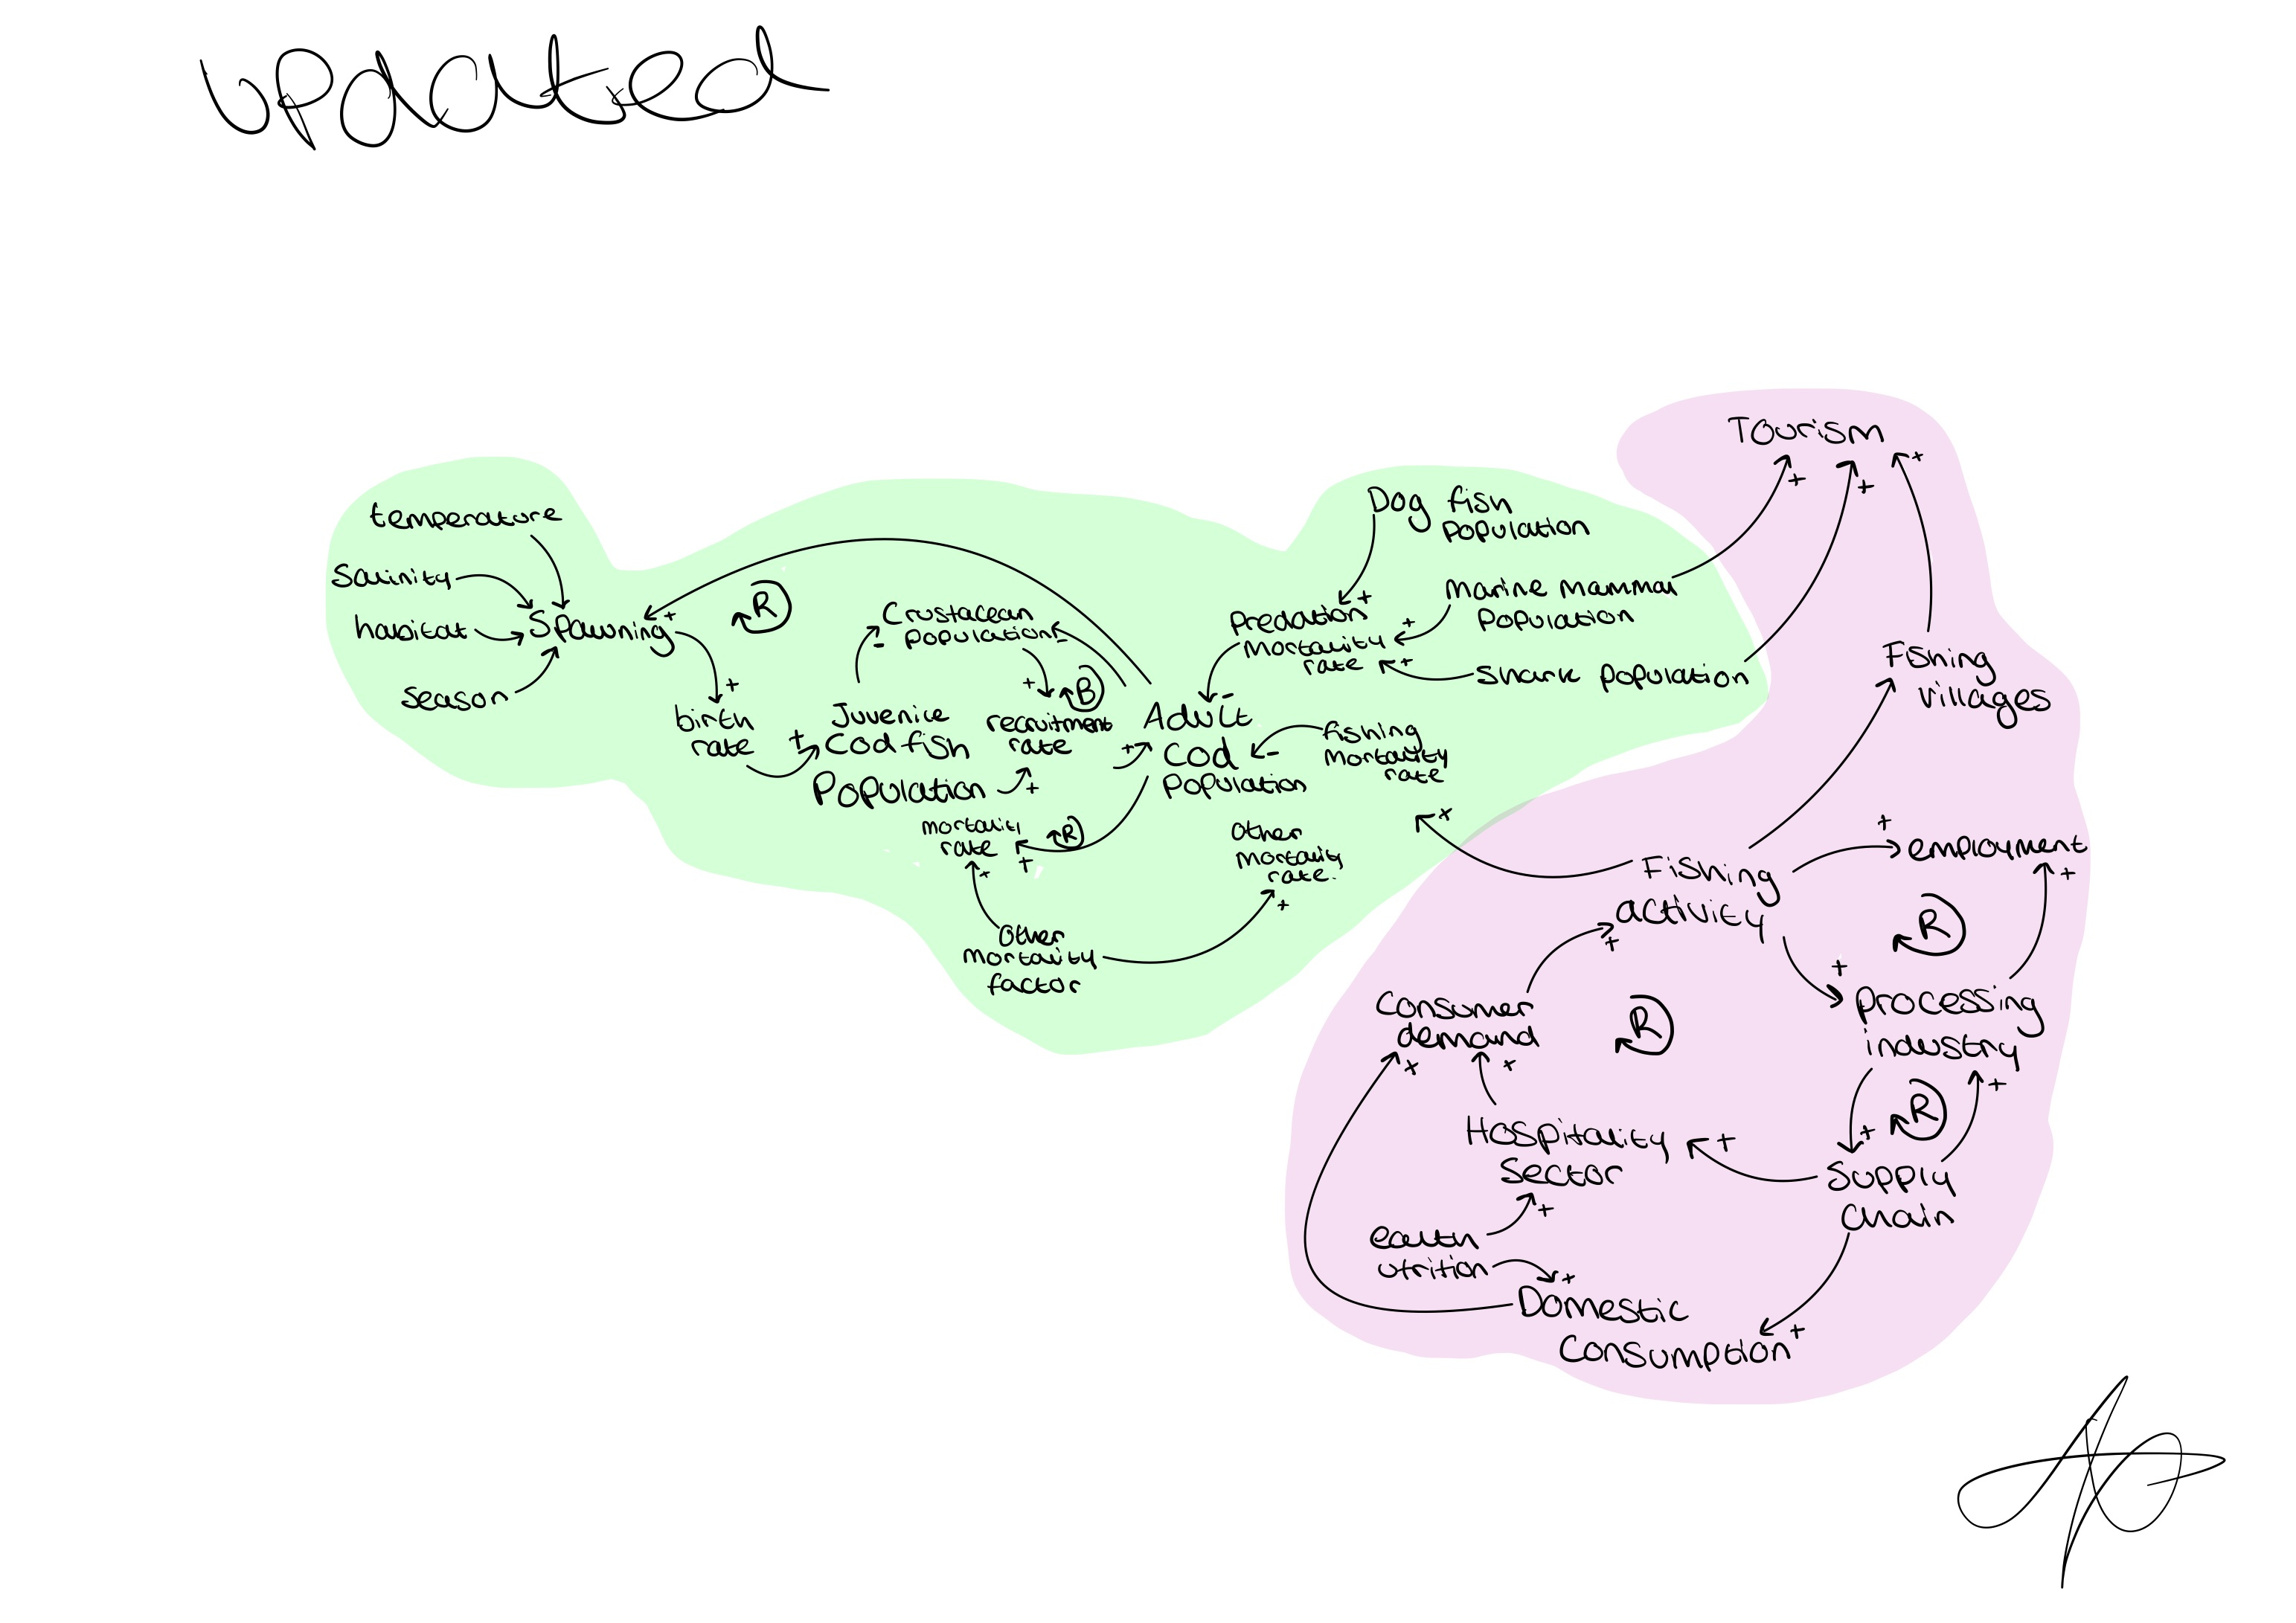 updated
Tourism
+
+
+
temperature
Salinity
habitat
season
Spawning
+
R
birth
rate
+
+
Juvenile
Cod fish
Population
+
Crustacean
population
-
-
+
B
recruitment
rate
+
Adult
Cod
Population
-
-
Dog fish
population
Predation
Mortality
rate
+
+
+
Marine Mammal
Population
Shark population
fishing
Mortality
rate
+
mortality
rate
R
+
+
Other
Mortality
rate.
+
Other
mortality
factor
Fishing
villages
Fishing
activity
+
employment
+
+
R
Consumer
demand
+
+
R
+
Processing
industry
+
+
R
Hospitality
Sector
+
+
Supply
Chain
ealth
utrition
+
Domestic
Consumption
+